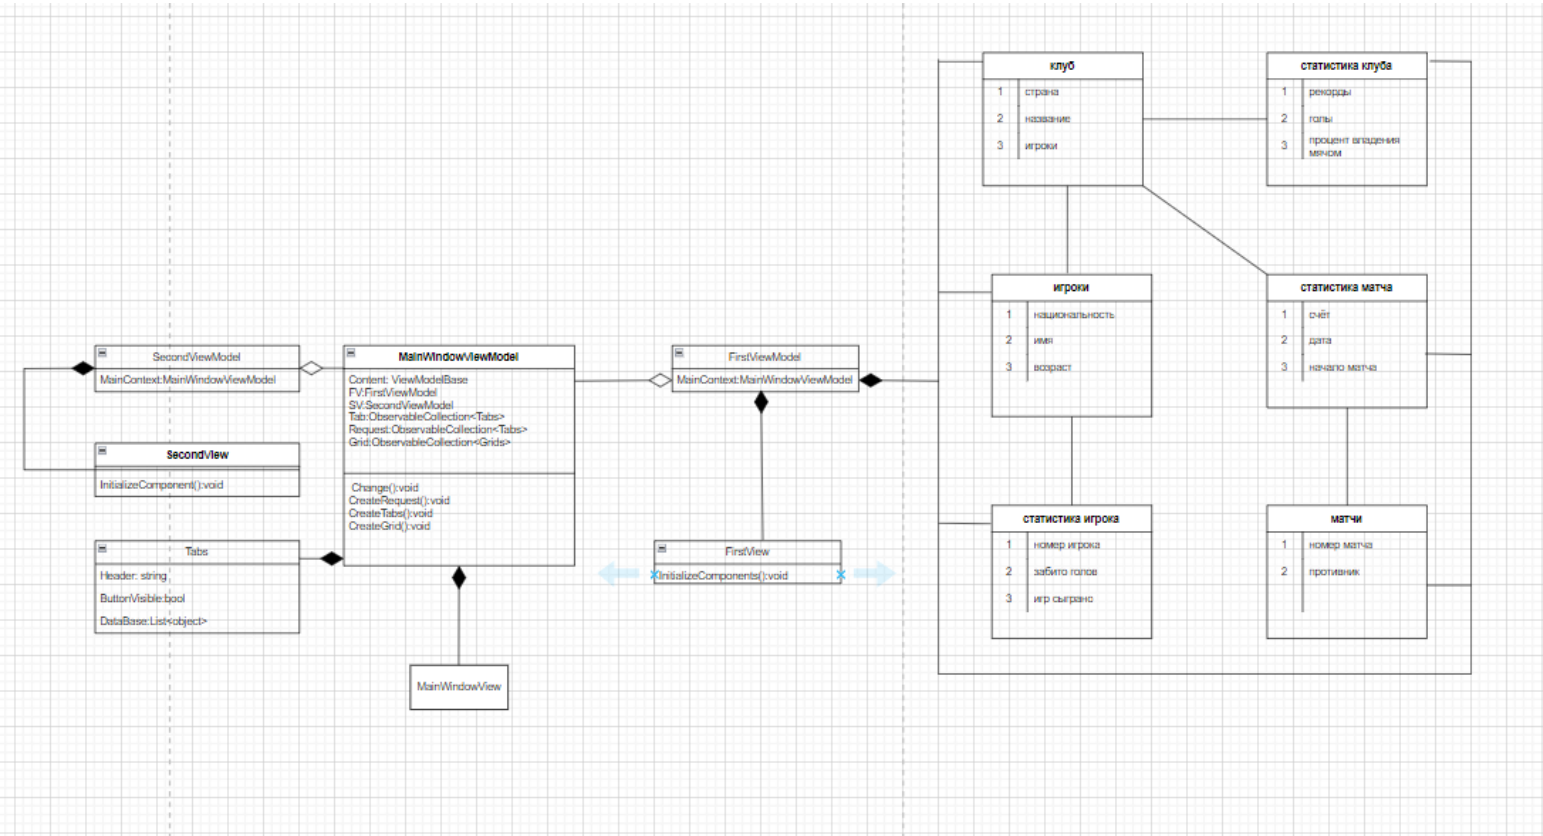 клуб
1 страна
2 название
3 игроки
статистика клуба
1 рекорды
2 голы
3 процент владения
мячом
игроки
1 национальность
2 имя
3 возраст
статистика матча
1 счёт
2 дата
3 начало матча
SecondViewModel
MainContext:MainWindowViewModel
MainWindowViewModel
Content: ViewModelBase
FV:FirstViewModel
SV:SecondViewModel
Tab:ObservableCollection<Tabs>
Request:ObservableCollection<Tabs>
Grid:ObservableCollection<Grids>
Change():void
CreateRequest():void
CreateTabs():void
CreateGrid():void
FirstViewModel
MainContext:MainWindowViewModel
SecondView
InitializeComponent():void
Tabs
Header: string
ButtonVisible:bool
DataBase:List<object>
FirstView
InitializeComponents():void
MainWindowView
статистика игрока
1 номер игрока
2 забито голов
3 игр сыграно
матчи
1 номер матча
2 противник